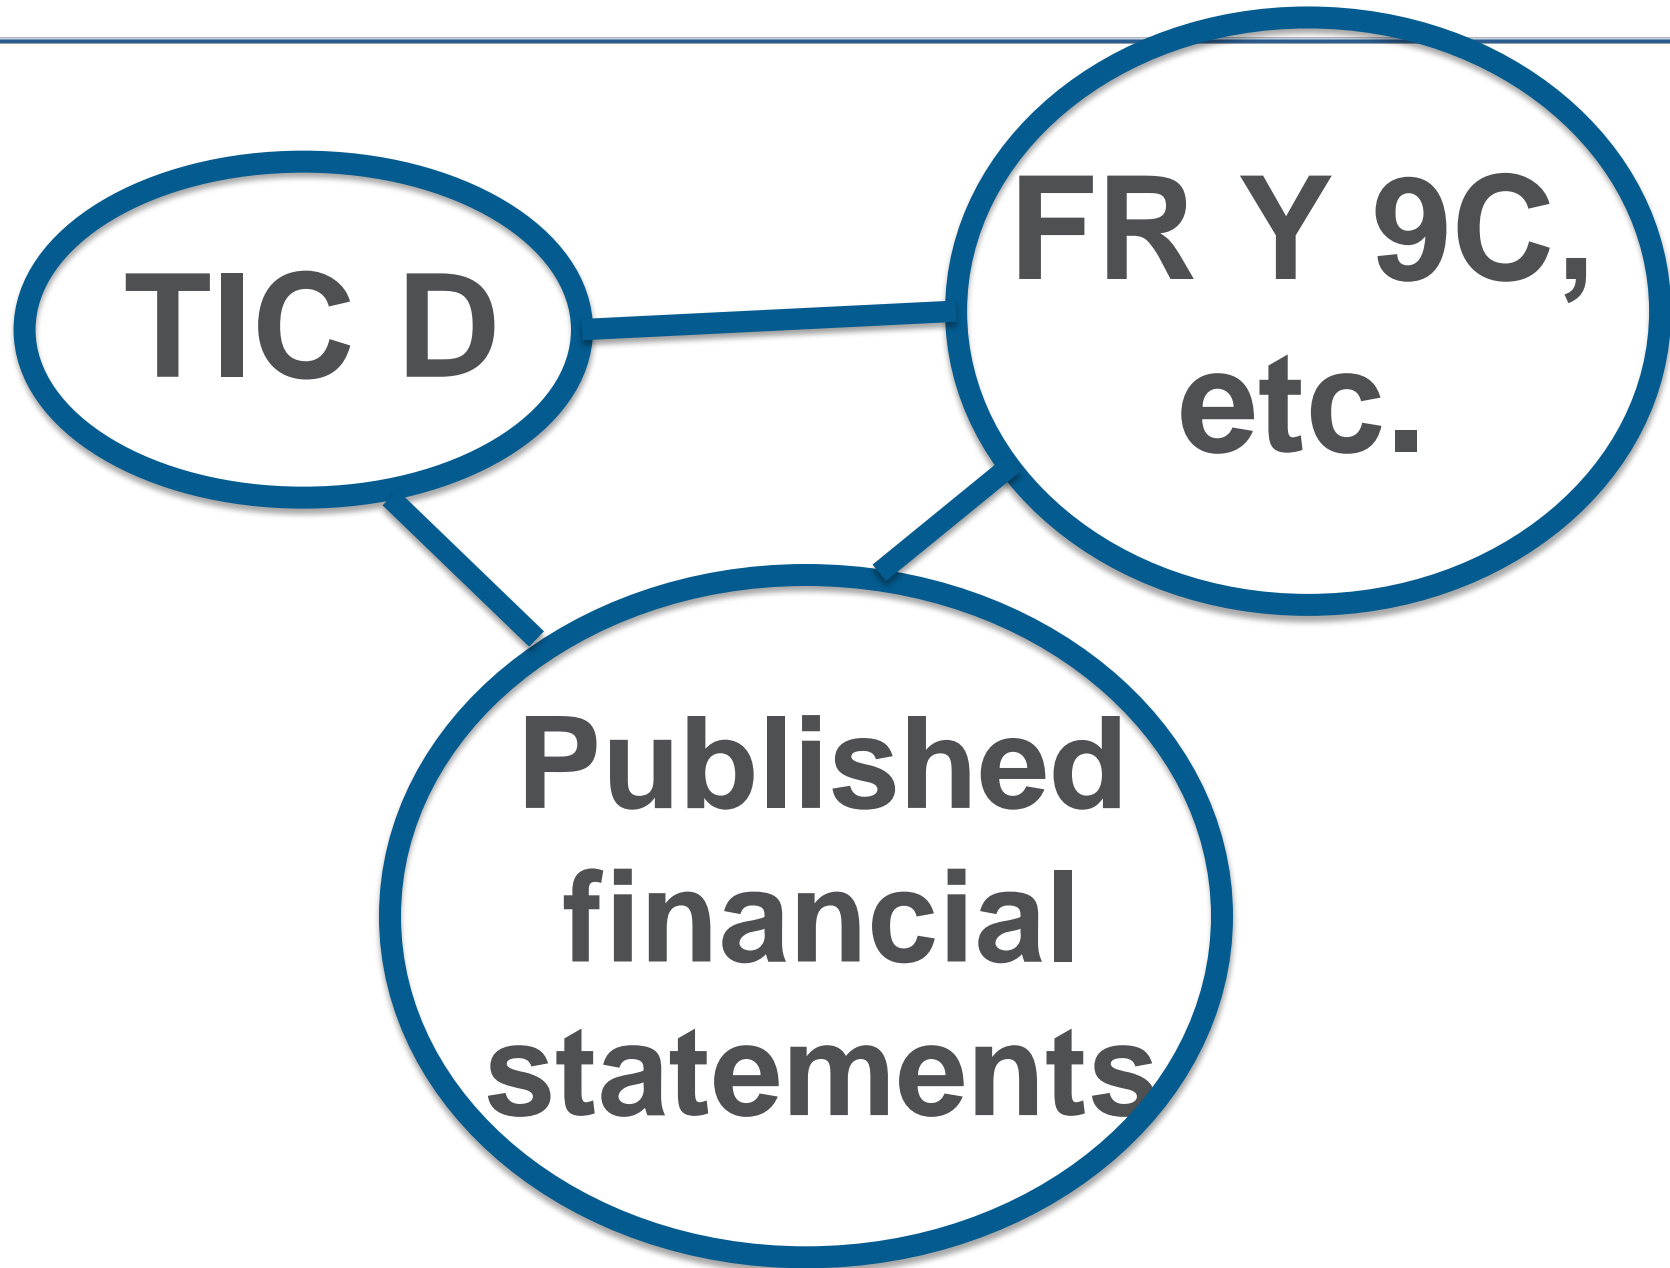 TIC D
FR Y 9C,
etc.
Published
financial
statements